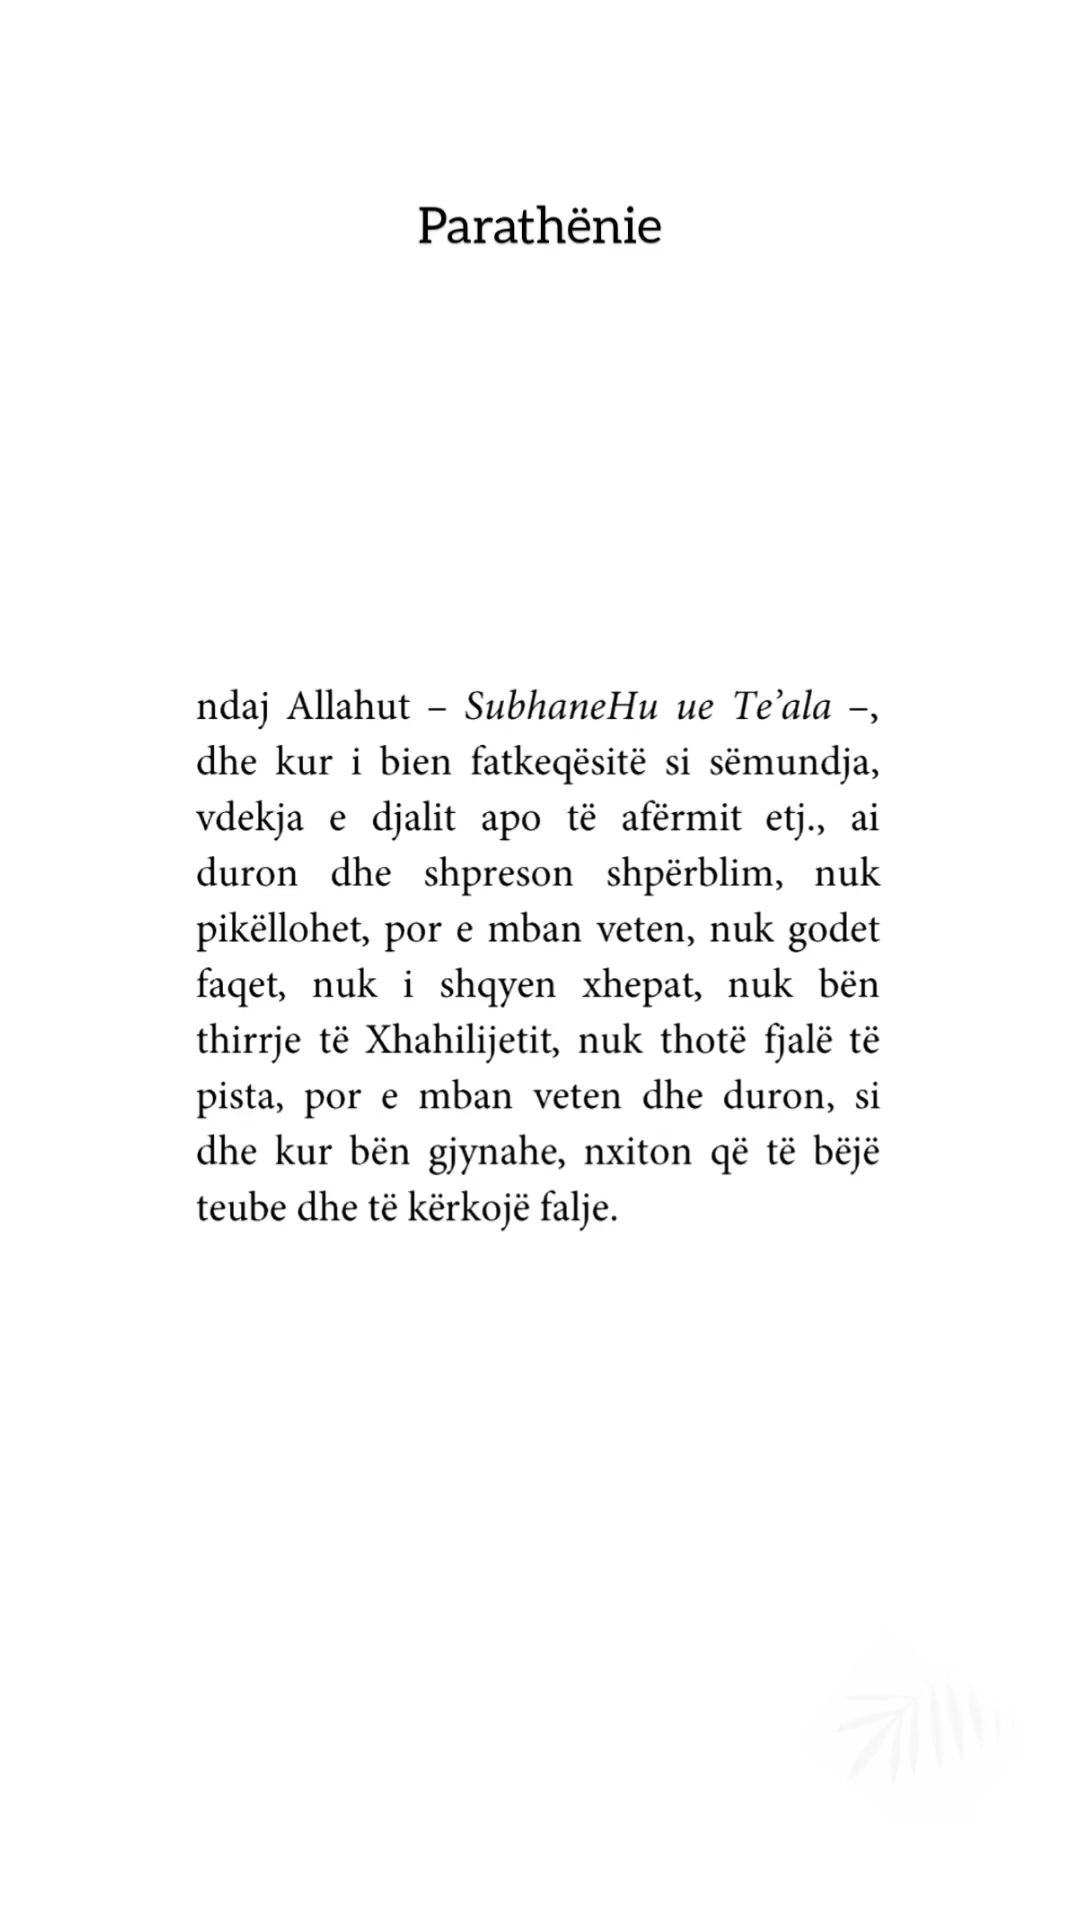 Parathënie
ndaj Allahut – SubhaneHu ue Te’ala –,
dhe kur i bien fatkeqësitë si sëmundja,
vdekja e djalit apo të afërmit etj., ai
duron dhe shpreson shpërblim, nuk
pikëllohet, por e mban veten, nuk godet
faqet, nuk i shqyen xhepat, nuk bën
thirrje të Xhahilijetit, nuk thotë fjalë të
pista, por e mban veten dhe duron, si
dhe kur bën gjynahe, nxiton që të bëjë
teube dhe të kërkojë falje.